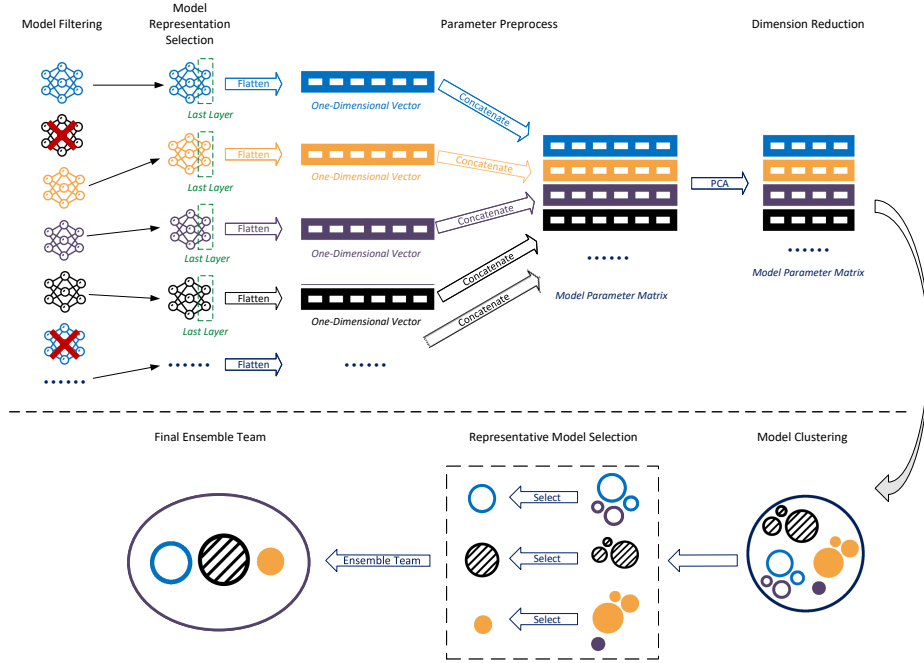 Model Filtering
Model
Representation
Selection
Parameter Preprocess
Dimension Reduction
Flatten
Last Layer
One-Dimensional Vector
Concatenate
Flatten
Last Layer
One-Dimensional Vector
Concatenate
Flatten
Last Layer
One-Dimensional Vector
Concatenate
Flatten
Last Layer
One-Dimensional Vector
Concatenate
Flatten
Concatenate
Model Parameter Matrix
PCA
Model Parameter Matrix
Final Ensemble Team
Representative Model Selection
Model Clustering
Select
Select
Select
Ensemble Team